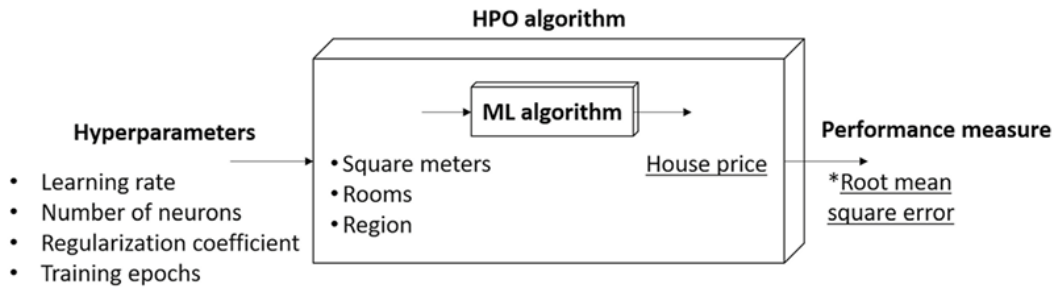 HPO algorithm
ML algorithm
Hyperparameters
• Learning rate
• Number of neurons
• Regularization coefficient
• Training epochs
• Square meters
• Rooms
• Region
House price
Performance measure
*Root mean
square error